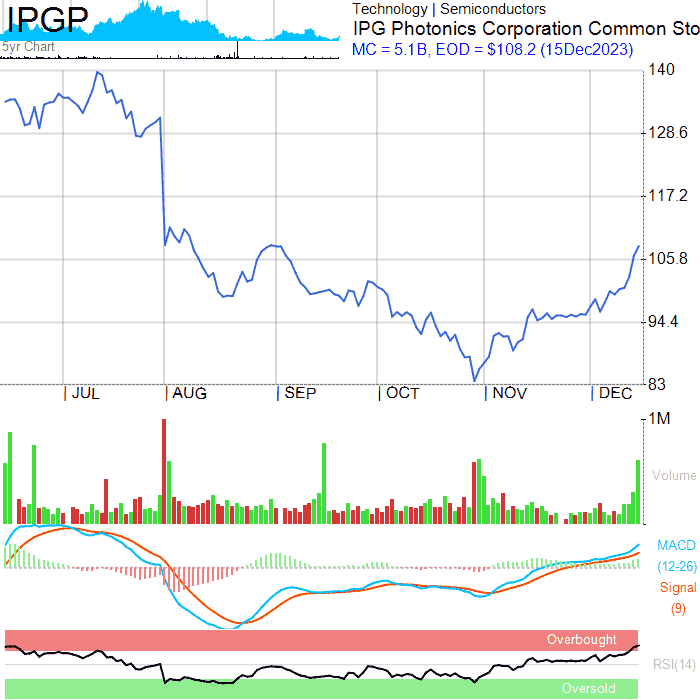 IPGP
5yr Chart
Technology | Semiconductors
IPG Photonics Corporation Common Sto
MC = 5.1B, EOD = $108.2 (15Dec2023)
140
128.6
117.2
105.8
94.4
83
JUL AUG SEP OCT NOV DEC
1M
Volume
MACD
(12-26)
Signal
(9)
Overbought
RSI(14)
Oversold